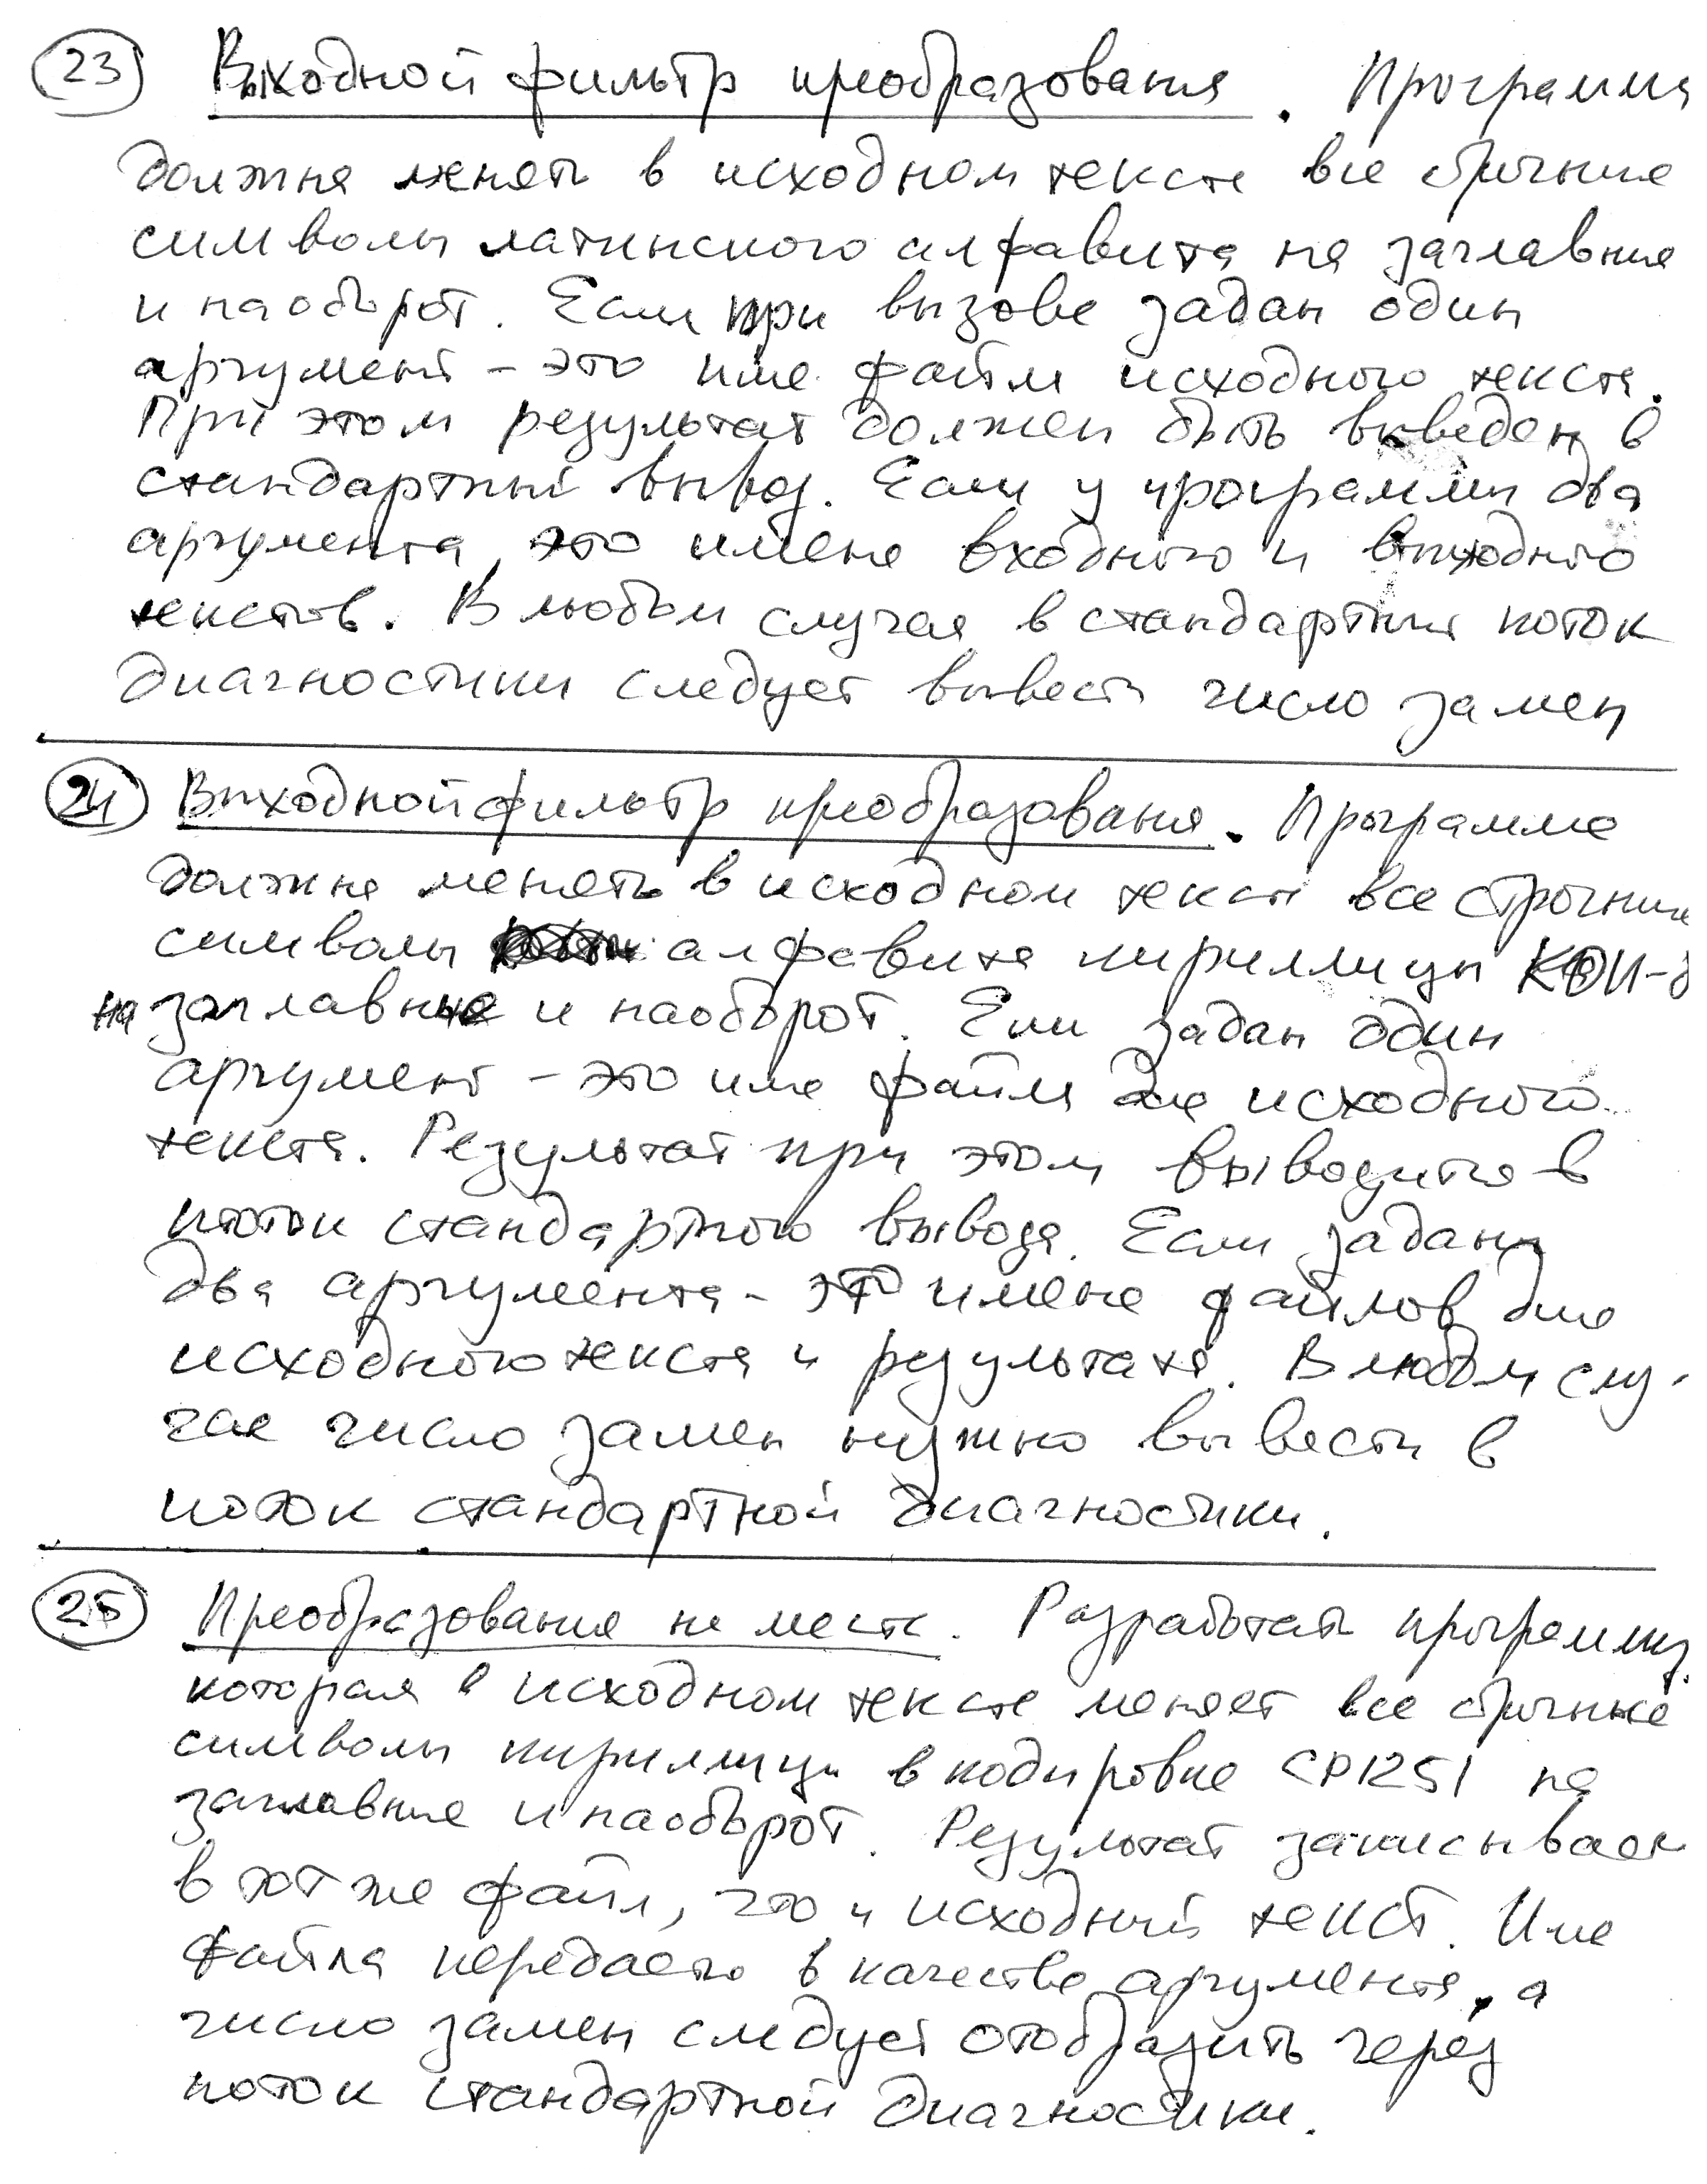 23 Выходной фильтр преобразования. Программа
должна менять в исходном тексте все строчные
символы латинского алфавита на заглавные
и наоборот. Если при вызове задан один
аргумент - это имя файла исходного текста.
При этом результат должен быть выведен в
стандартный вывод. Если у программы два
аргумента, это имена входного и выходного
текстов. В любом случае в стандартный поток
диагностики следует вывести число замен
24 Выходной фильтр преобразования. Программа
должна менять в исходном тексте все строчные
символы алфавита кириллицы КОИ-8
на заглавные и наоборот. Если задан один
аргумент - это имя файла для исходного
текста. Результат при этом выводится в
поток стандартного вывода. Если заданы
два аргумента - это имена файлов для
исходного текста и результата. В любом слу-
чае число замен нужно вывести в
поток стандартной диагностики.
25 Преобразования на месте. Разработать программу,
которая в исходном тексте меняет все строчные
символы кириллицы в кодировке CP1251 на
заглавные и наоборот. Результат записывает
в тот же файл, что и исходный текст. Имя
файла передается в качестве аргумента, а
число замен следует отобразить через
поток стандартной диагностики.